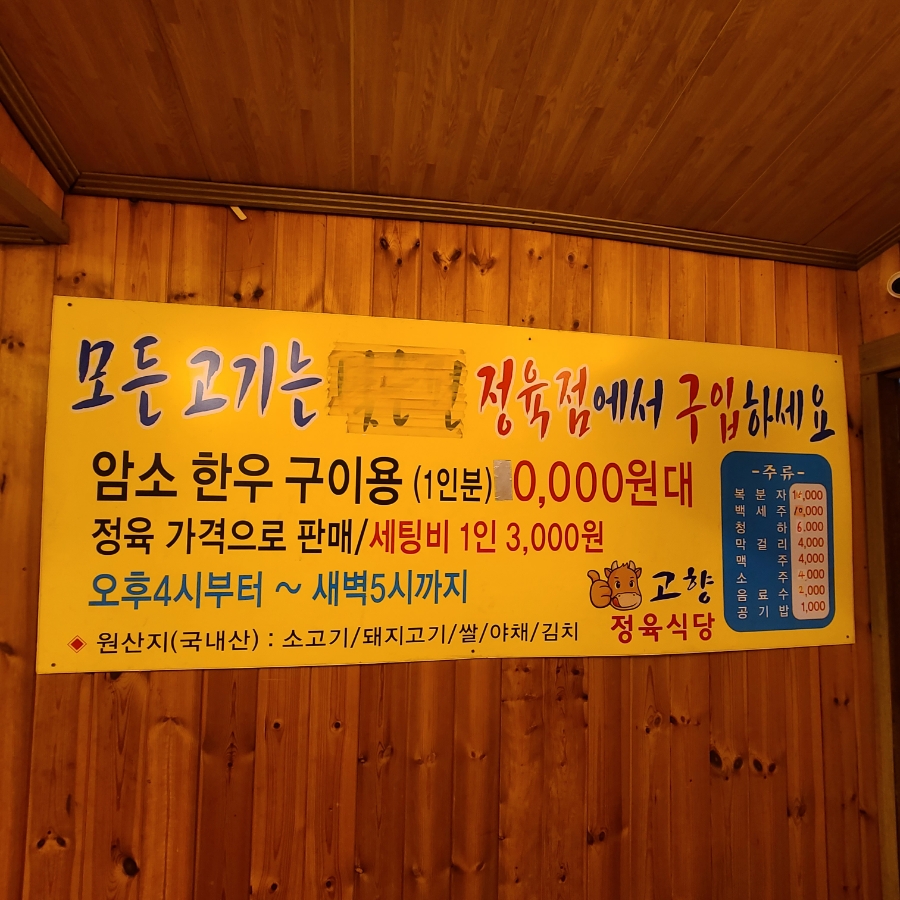 모든 고기는 정육점에서 구입하세요
암소 한우 구이용 (1인분) 0,000원대
정육 가격으로 판매/세팅비 1인 3,000원
오후4시부터 ~ 새벽5시까지
원산지(국내산) : 소고기/돼지고기/쌀/야채/김치
고향
정육식당
-주류-
복분자
백세주
청하 6,000
막걸리 4,000
맥주 4,000
소주 4,000
음료수 2,000
공기밥 1,000